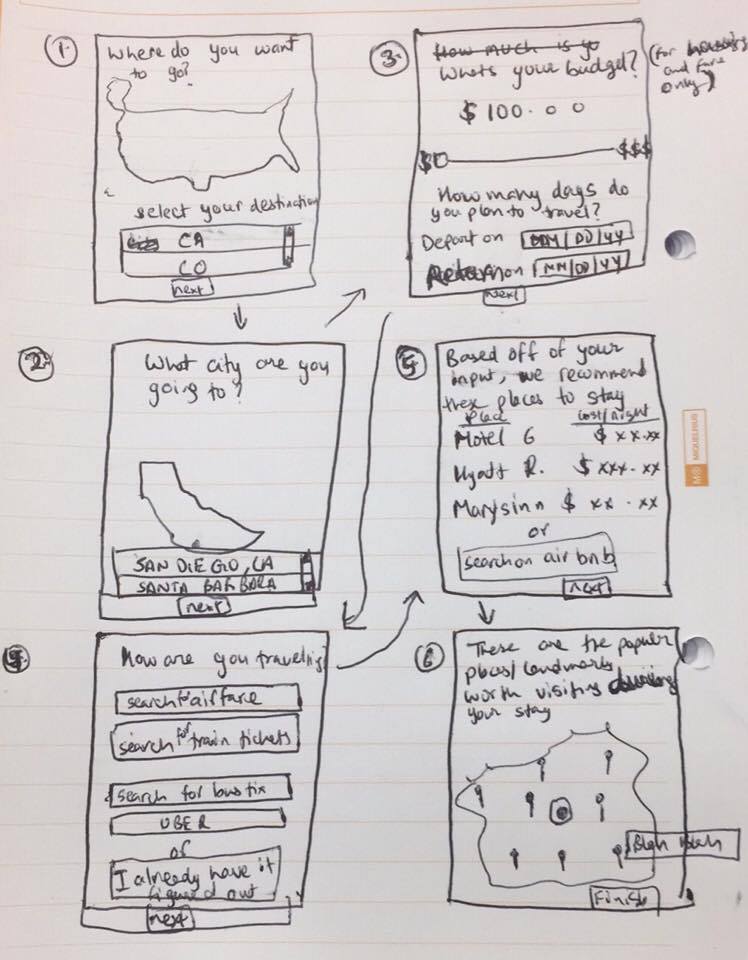 1.
Where do you want
to go?
select your destination
CA
CO
next
2.
What city are you
going to?
SAN DIEGO, CA
SANTA BARBARA
next
3.
How much is yo
Whats your budget?
(for housing
and fare
only)
$ 100.00
$ $$$
How many days do
you plan to travel?
Depart on MM/DD/YY
Return on MM/DD/YY
next
4.
How are you traveling?
search for airfare
search for train tickets
search for bus tix
UBER
or
I already have it
figured out
next
5.
Based off of your
input, we recommend
these places to stay
Place cost/night
Motel 6 $ xx.xx
Hyatt R. $ xxx.xx
Marysinn $ xx.xx
or
search on air bnb
next
6
These are the popular
places/landmarks
worth visiting during
your stay
blah blah
Finish
MIQUELRIUS